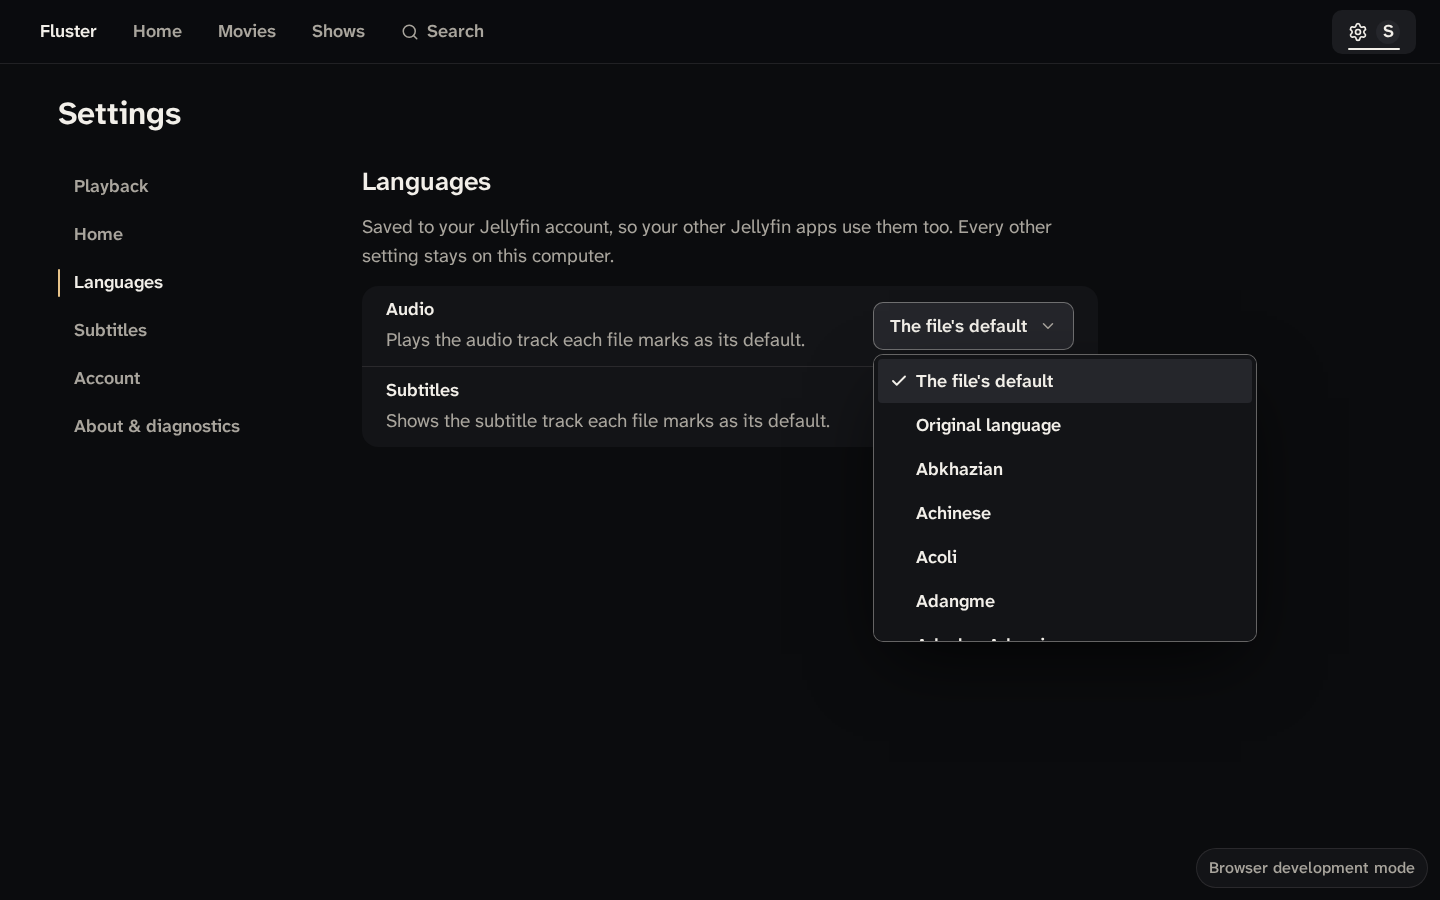 Fluster
Home
Movies
Shows
Search
S
Settings
Playback
Home
Languages
Subtitles
Account
About & diagnostics
Languages
Saved to your Jellyfin account, so your other Jellyfin apps use them too. Every other
setting stays on this computer.
Audio
Plays the audio track each file marks as its default.
The file's default
Subtitles
Shows the subtitle track each file marks as its default.
The file's default
Original language
Abkhazian
Achinese
Acoli
Adangme
Browser development mode